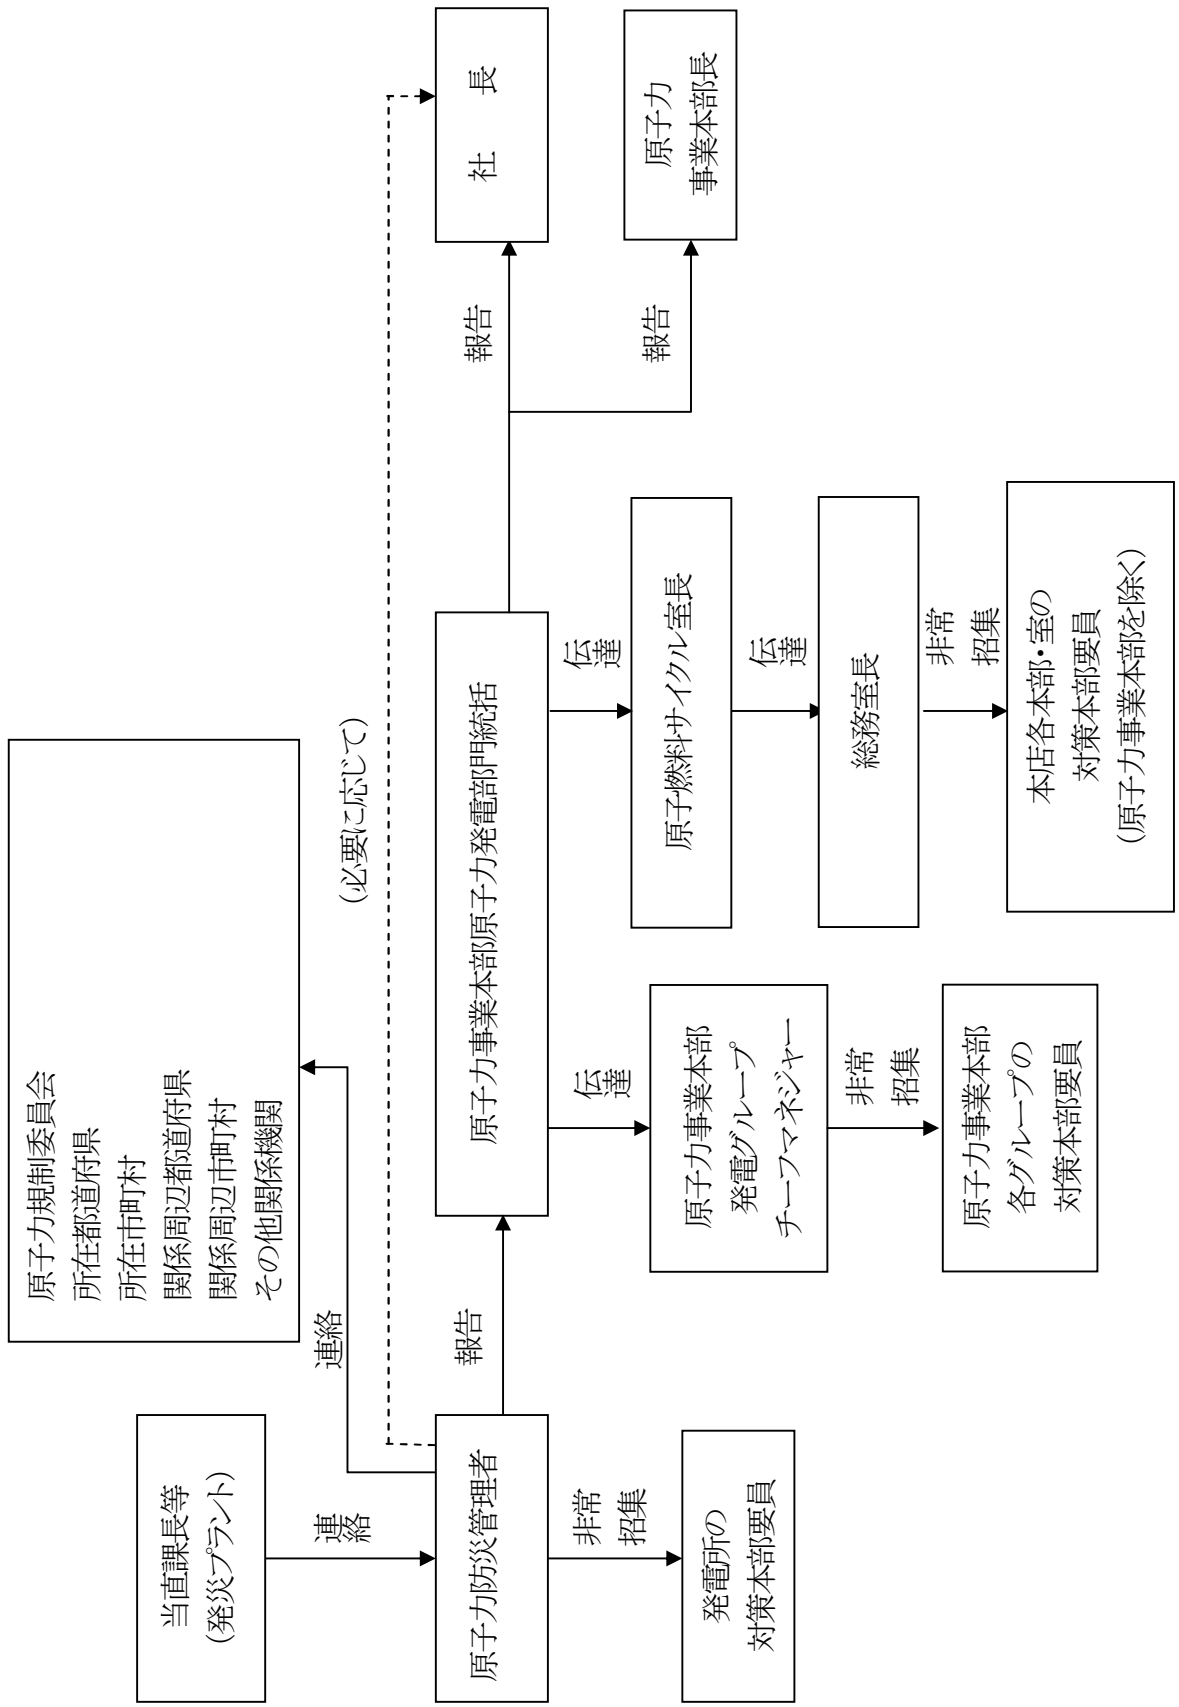 当直課長等
(発災プラント)
連絡
原子力規制委員会
所在都道府県
所在市町村
関係周辺都道府県
関係周辺市町村
その他関係機関
連絡
(必要に応じて)
原子力防災管理者
報告
原子力事業本部原子力発電部門統括
報告
社　長
報告
原子力
事業本部長
非常
招集
発電所の
対策本部要員
伝達
原子力事業本部
発電グループ
チーフマネジャー
非常
招集
原子力事業本部
各グループの
対策本部要員
伝達
原子燃料サイクル室長
伝達
総務室長
非常
招集
本店各本部・室の
対策本部要員
(原子力事業本部を除く)